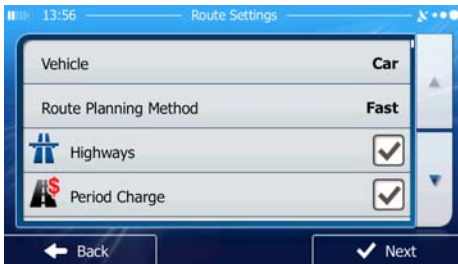 13:56 Route Settings
Vehicle Car
Route Planning Method Fast
Highways
$ Period Charge
Back Next